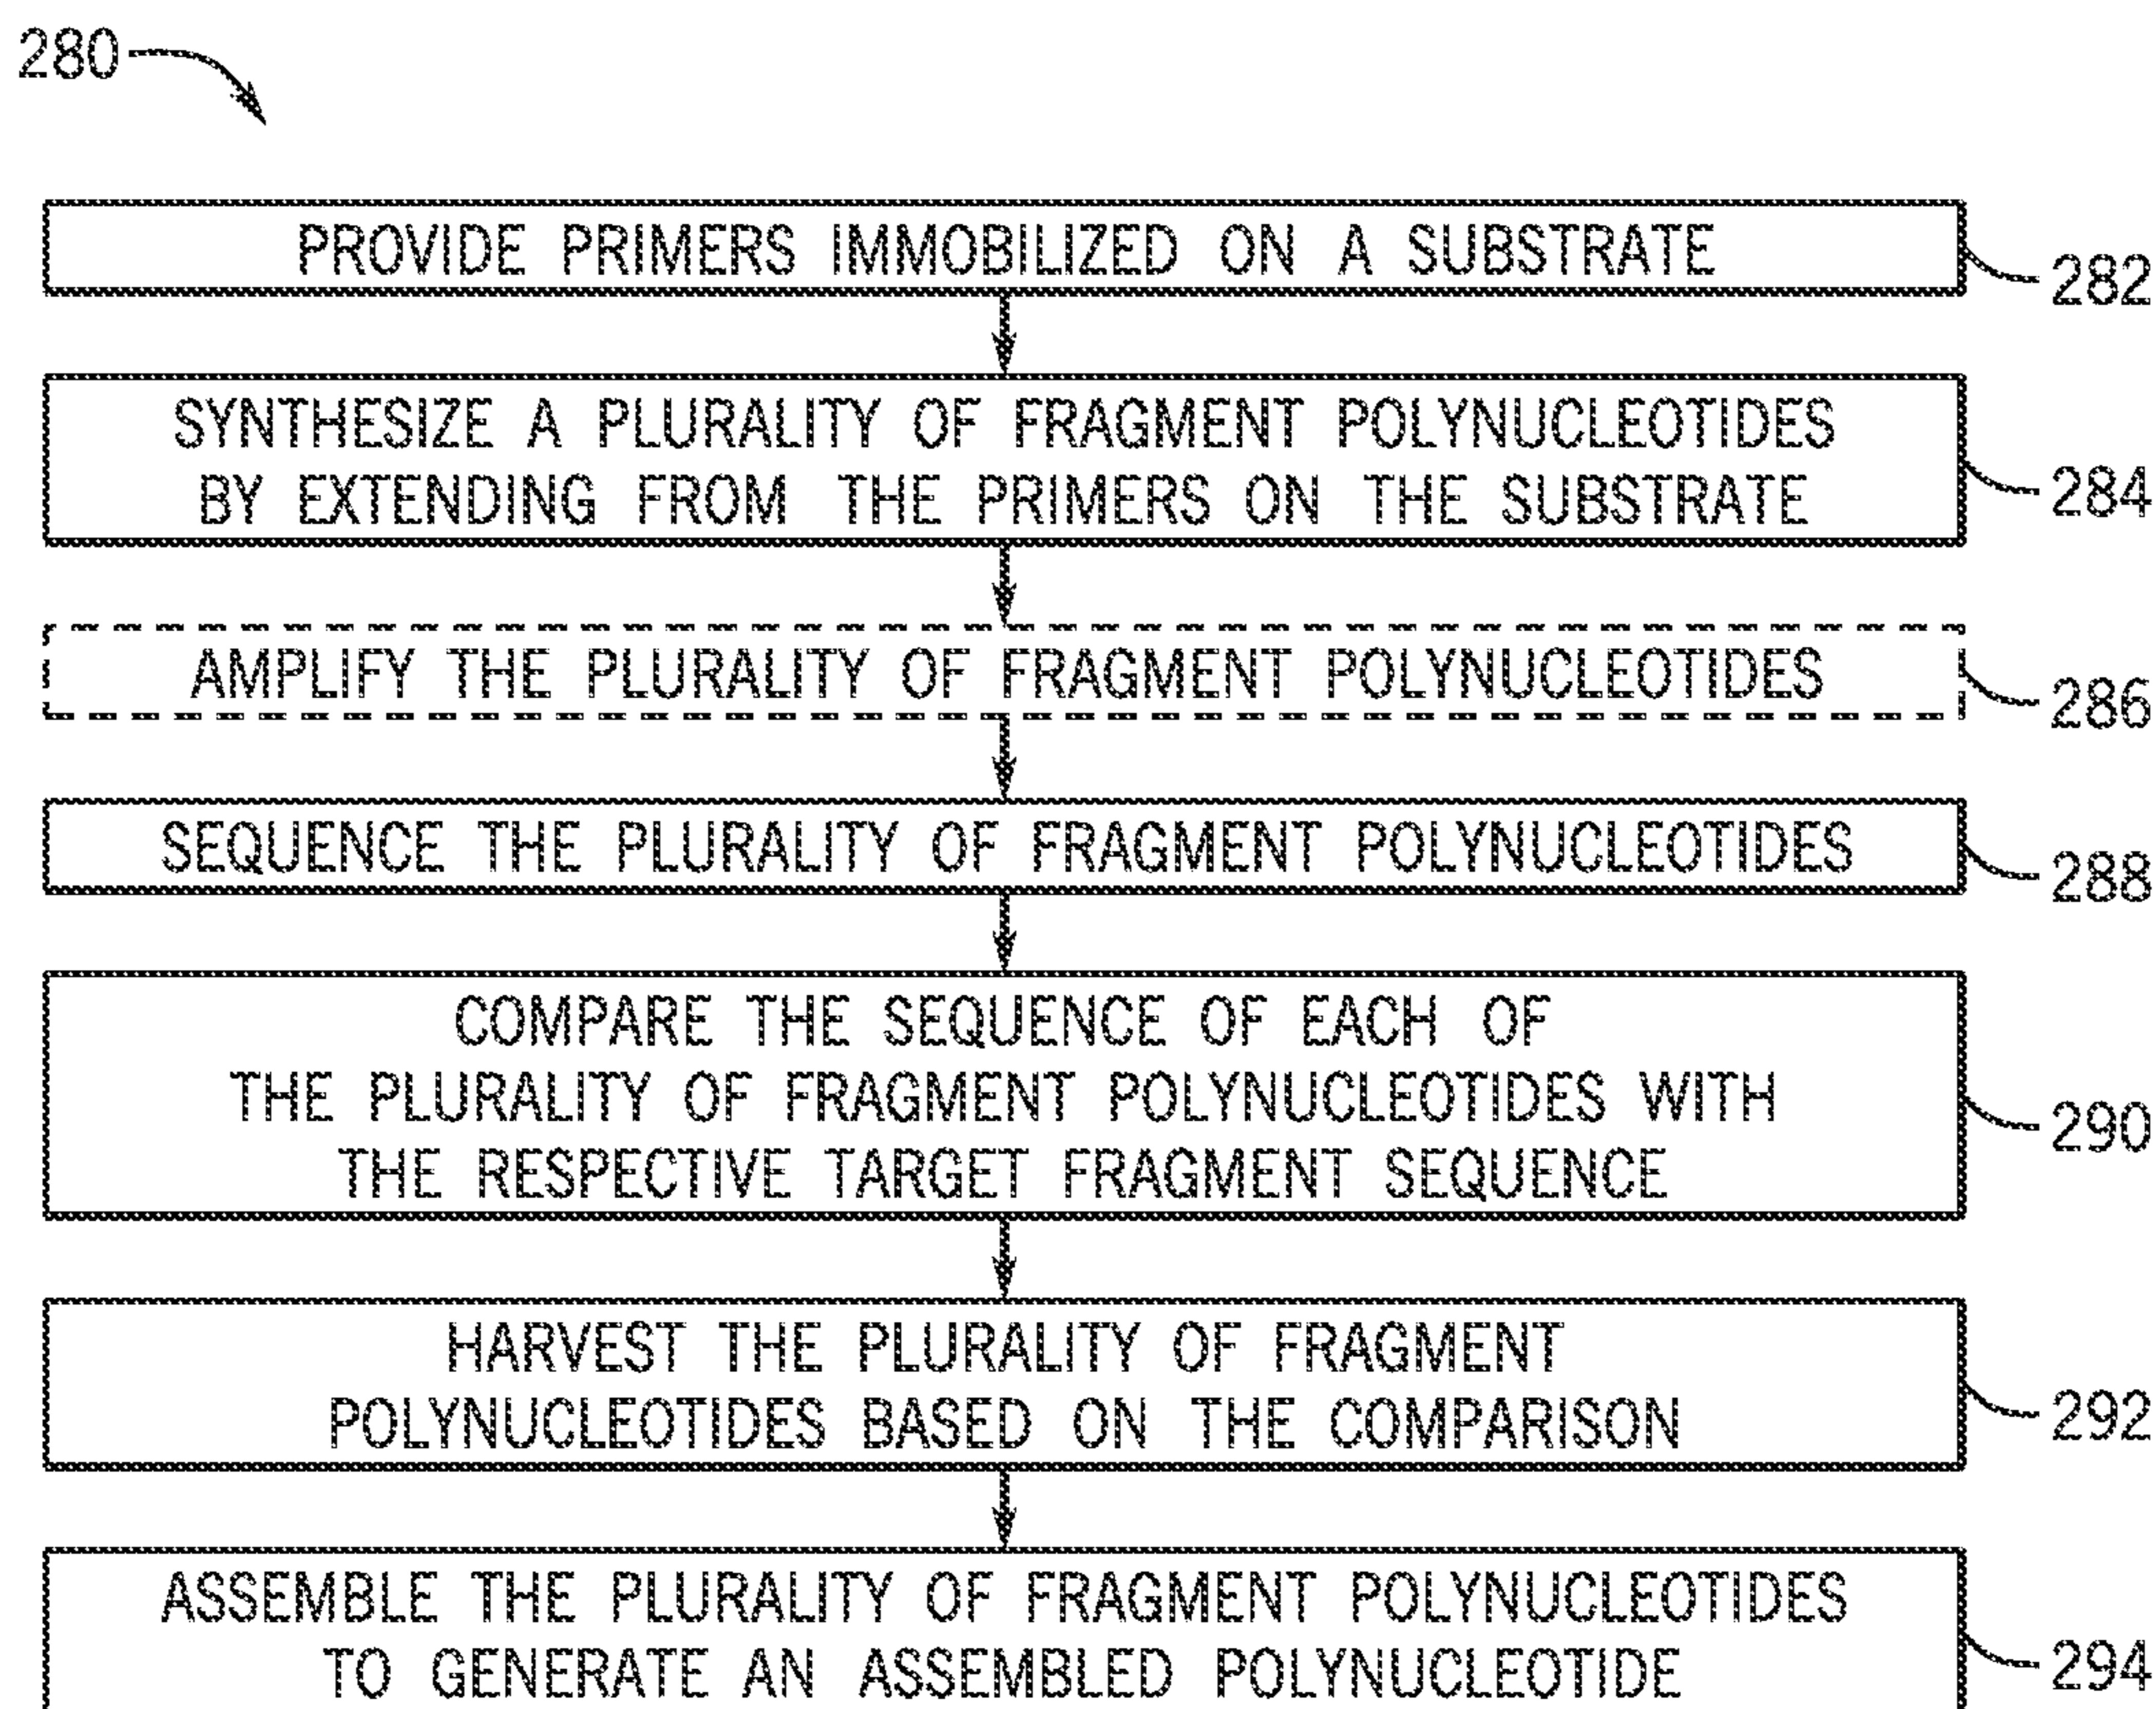 280
PROVIDE PRIMERS IMMOBILIZED ON A SUBSTRATE
282
SYNTHESIZE A PLURALITY OF FRAGMENT POLYNUCLEOTIDES
BY EXTENDING FROM THE PRIMERS ON THE SUBSTRATE
284
AMPLIFY THE PLURALITY OF FRAGMENT POLYNUCLEOTIDES
286
SEQUENCE THE PLURALITY OF FRAGMENT POLYNUCLEOTIDES
288
COMPARE THE SEQUENCE OF EACH OF
THE PLURALITY OF FRAGMENT POLYNUCLEOTIDES WITH
THE RESPECTIVE TARGET FRAGMENT SEQUENCE
290
HARVEST THE PLURALITY OF FRAGMENT
POLYNUCLEOTIDES BASED ON THE COMPARISON
292
ASSEMBLE THE PLURALITY OF FRAGMENT POLYNUCLEOTIDES
TO GENERATE AN ASSEMBLED POLYNUCLEOTIDE
294